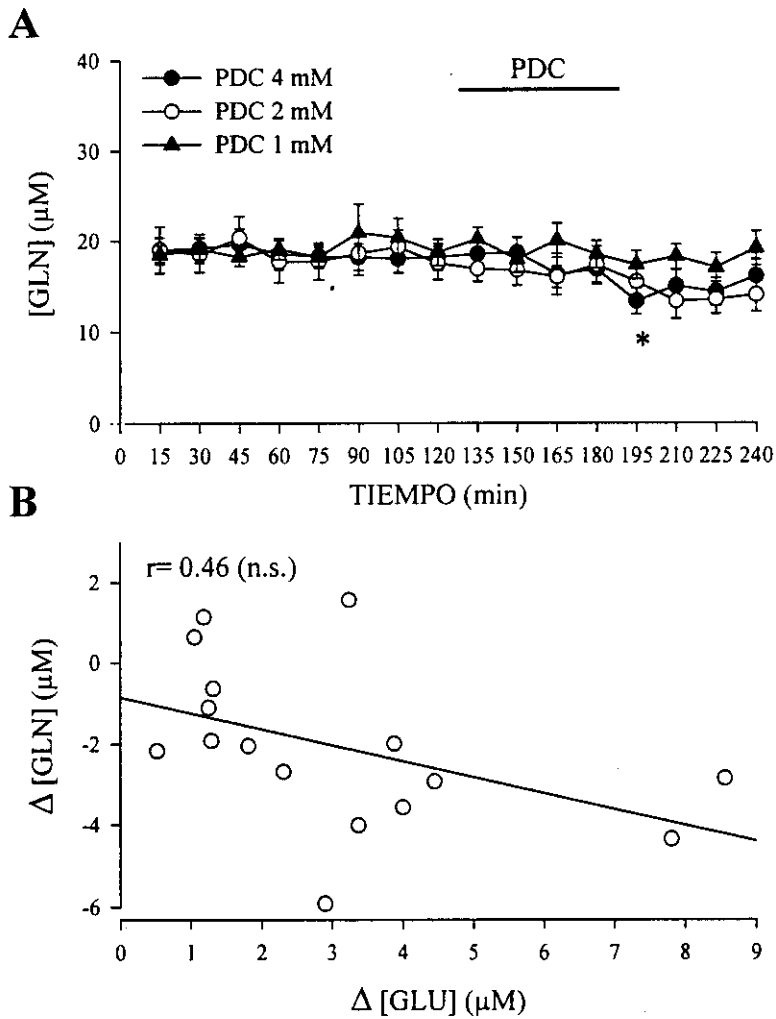 A
40
30
20
10
0
[GLN] (μM)
PDC 4 mM
PDC 2 mM
PDC 1 mM
PDC
*
0 15 30 45 60 75 90 105 120 135 150 165 180 195 210 225 240
TIEMPO (min)
B
r= 0.46 (n.s.)
2
0
-2
-4
-6
Δ [GLN] (μM)
0 1 2 3 4 5 6 7 8 9
Δ [GLU] (μM)